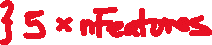 } 5 × nFeatures